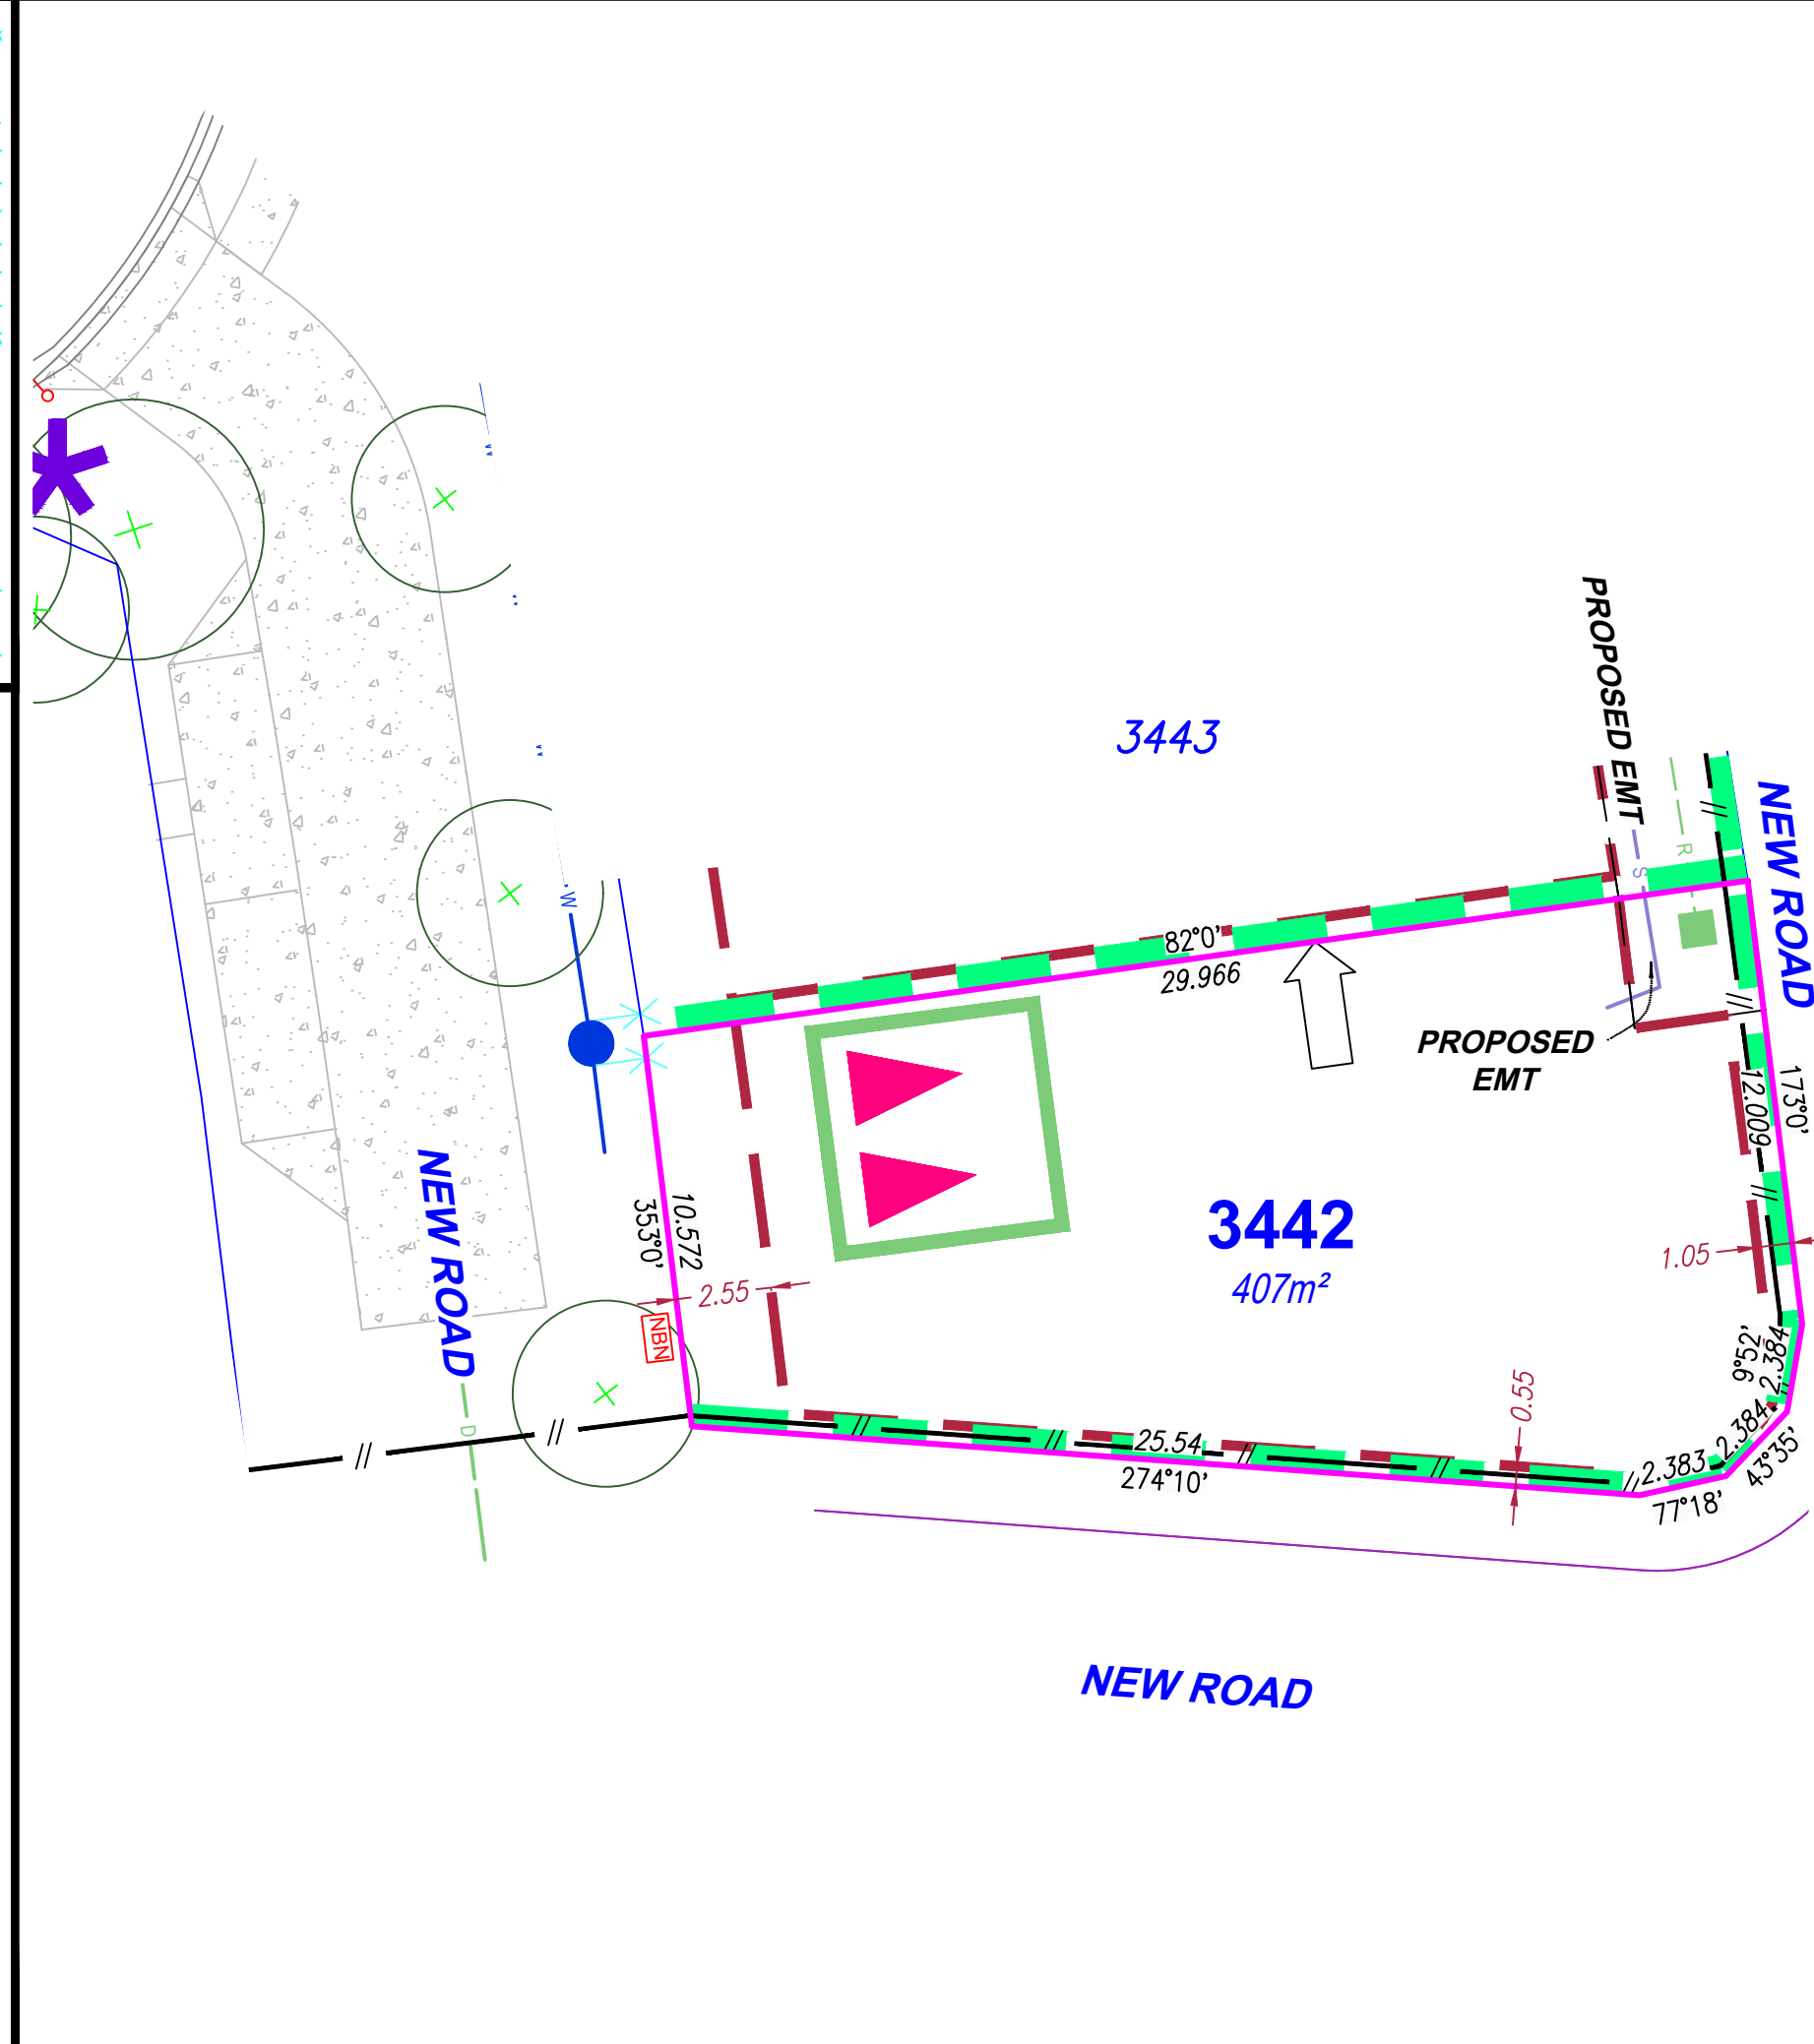 3443
PROPOSED EMT
NEW ROAD
R
S
W
82°0'
29.966
PROPOSED
EMT
173°0'
12.009
NEW ROAD
10.572
353°0'
3442
407m²
1.05
2.55
NBN
9°52'
2.384
0.55
D
25.54
274°10'
2.383
2.384
43°35'
77°18'
NEW ROAD